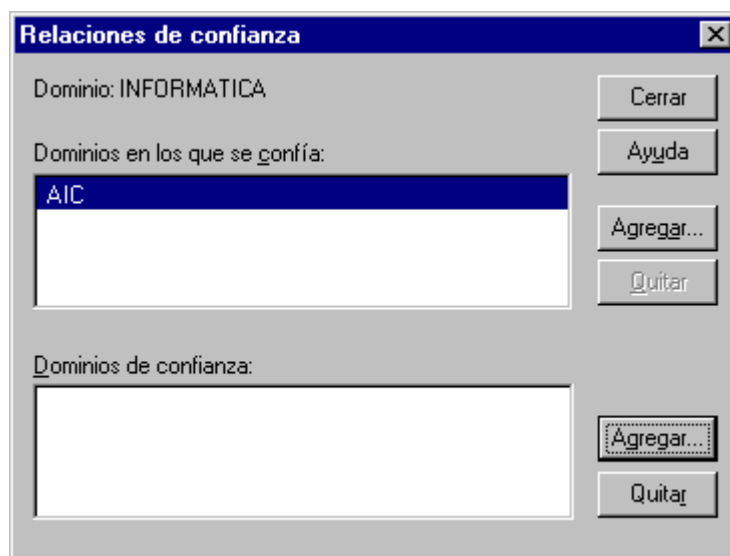 Relaciones de confianza
Dominio: INFORMATICA
Cerrar
Dominios en los que se confía:
Ayuda
AIC
Agregar...
Quitar
Dominios de confianza:
Agregar...
Quitar